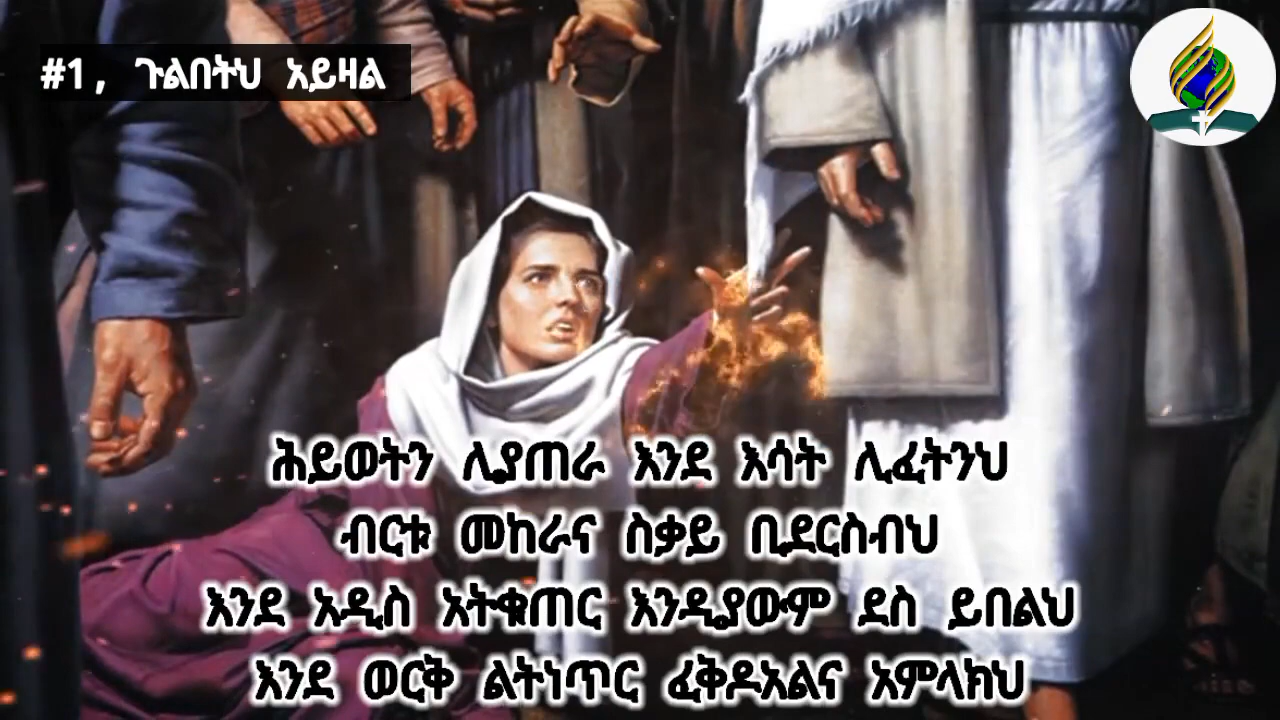 #1, ጉልበትህ አይዛል
ሕይወትን ሊያጠራ እንደ እሳት ሊፈትንህ
ብርቱ መከራና ስቃይ ቢደርስብህ
እንደ አዲስ አትቁጠር እንዲያውም ደስ ይበልህ
እንደ ወርቅ ልትነጥር ፈቅዶአልና አምላክህ